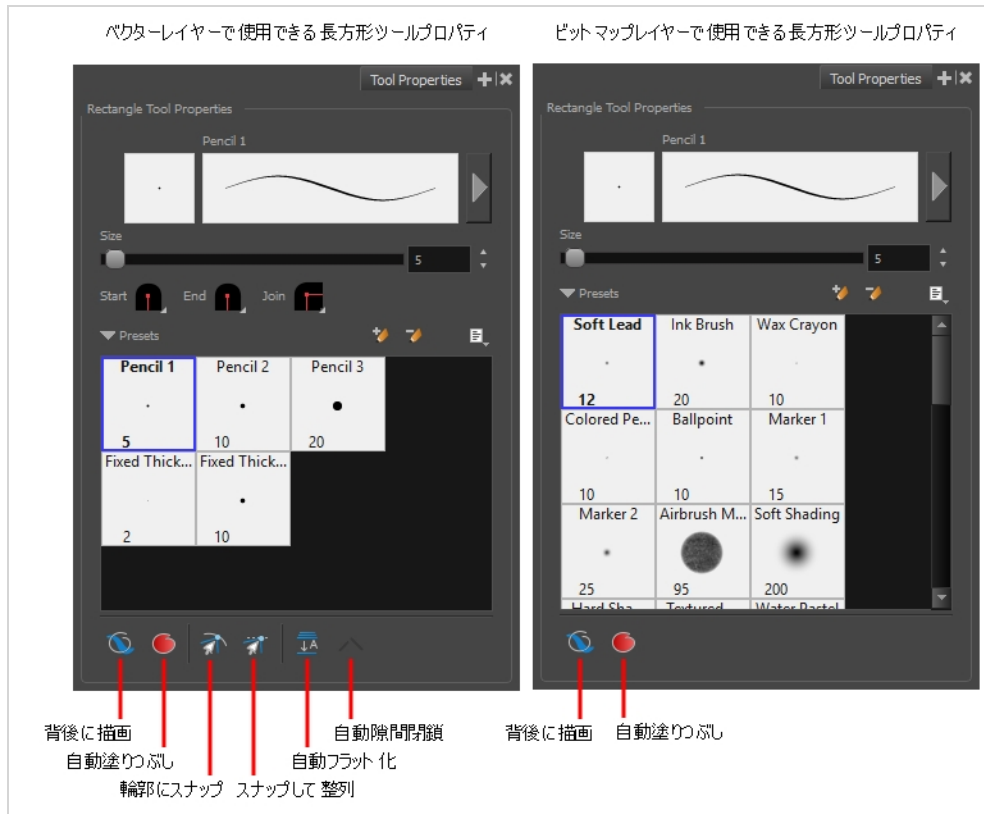 ベクターレイヤーで使用できる長方形ツールプロパティ
Tool Properties
Rectangle Tool Properties
Pencil 1
Size
5
Start End Join
Presets
Pencil 1 Pencil 2 Pencil 3
5 10 20
Fixed Thick... Fixed Thick...
2 10
背後に描画
自動塗りつぶし
輪郭にスナップ
スナップして整列
自動フラット化
自動隙間閉鎖
ビットマップレイヤーで使用できる長方形ツールプロパティ
Tool Properties
Rectangle Tool Properties
Pencil 1
Size
5
Presets
Soft Lead Ink Brush Wax Crayon
12 20 10
Colored Pe... Ballpoint Marker 1
10 10 15
Marker 2 Airbrush M... Soft Shading
25 95 200
Hard Sha... Textured Water Pastel
背後に描画
自動塗りつぶし